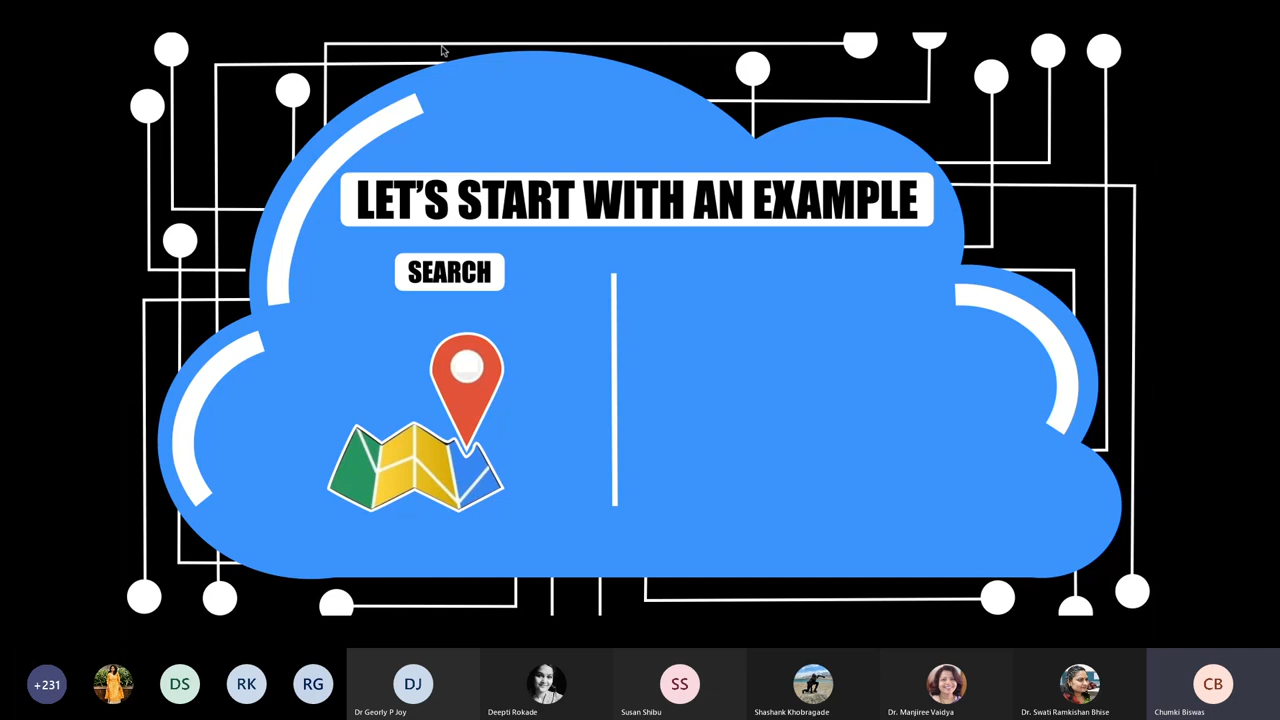 LET'S START WITH AN EXAMPLE
SEARCH
+231
DS
RK
RG
DJ
SS
CB
Dr Georly P Joy
Deepti Rokade
Susan Shibu
Shashank Khobragade
Dr. Manjiree Vaidya
Dr. Swati Ramkishan Bhise
Chumki Biswas